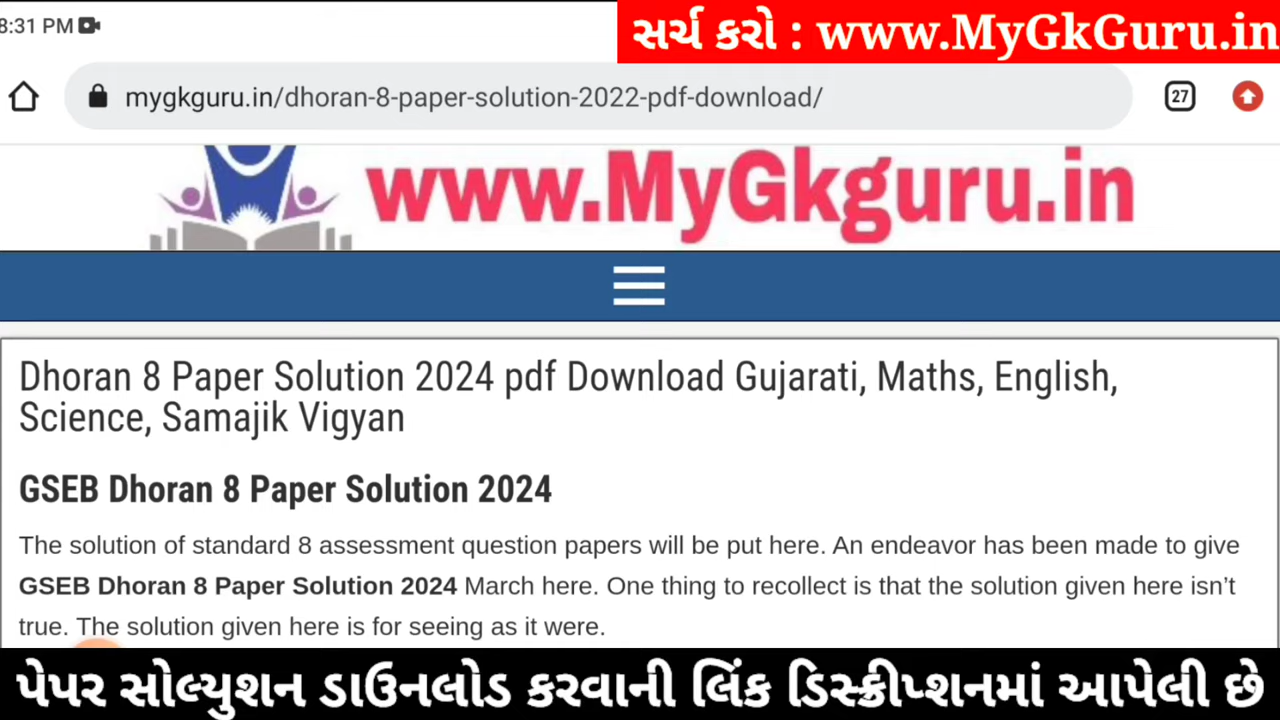 8:31 PM
સર્ચ કરો : www.MyGkGuru.in
mygkguru.in/dhoran-8-paper-solution-2022-pdf-download/
27
www.MyGkguru.in
Dhoran 8 Paper Solution 2024 pdf Download Gujarati, Maths, English,
Science, Samajik Vigyan
GSEB Dhoran 8 Paper Solution 2024
The solution of standard 8 assessment question papers will be put here. An endeavor has been made to give
GSEB Dhoran 8 Paper Solution 2024 March here. One thing to recollect is that the solution given here isn’t
true. The solution given here is for seeing as it were.
પેપર સોલ્યુશન ડાઉનલોડ કરવાની લિંક ડિસ્ક્રીપ્શનમાં આપેલી છે